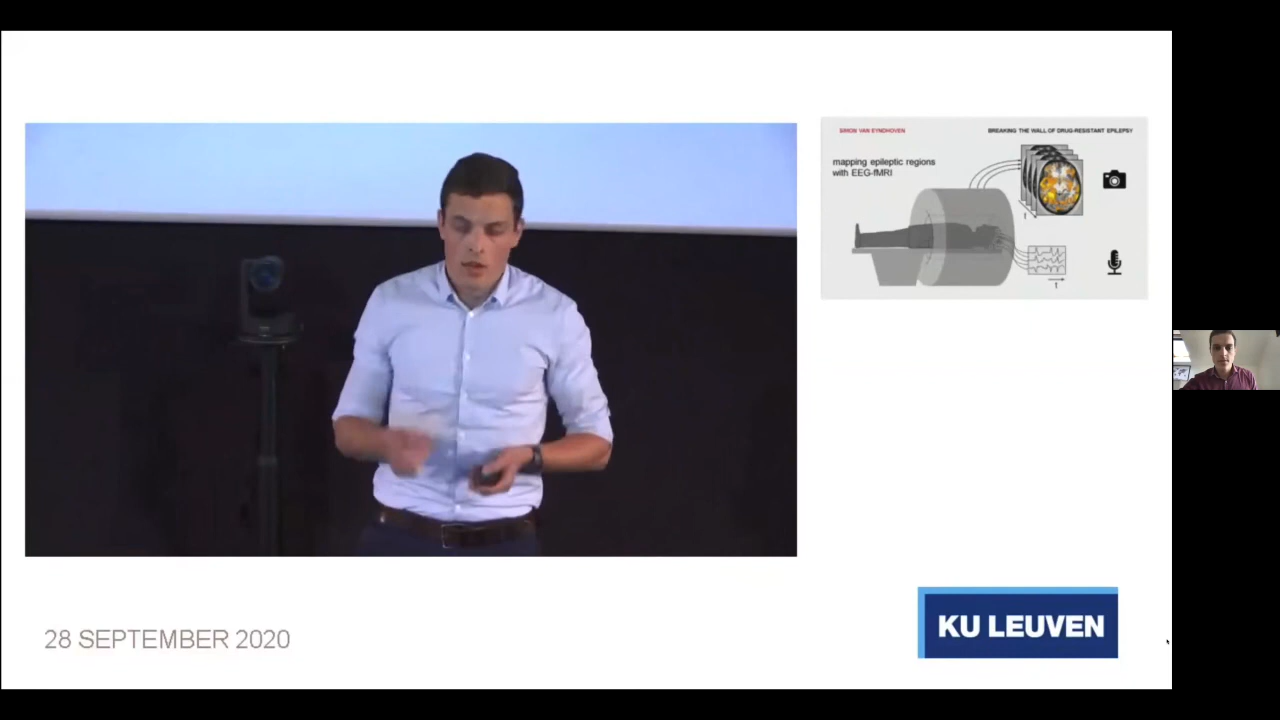 SIMON VAN EYNDHOVEN
BREAKING THE WALL OF DRUG-RESISTANT EPILEPSY
mapping epileptic regions
with EEG-fMRI
t
t
28 SEPTEMBER 2020
KU LEUVEN